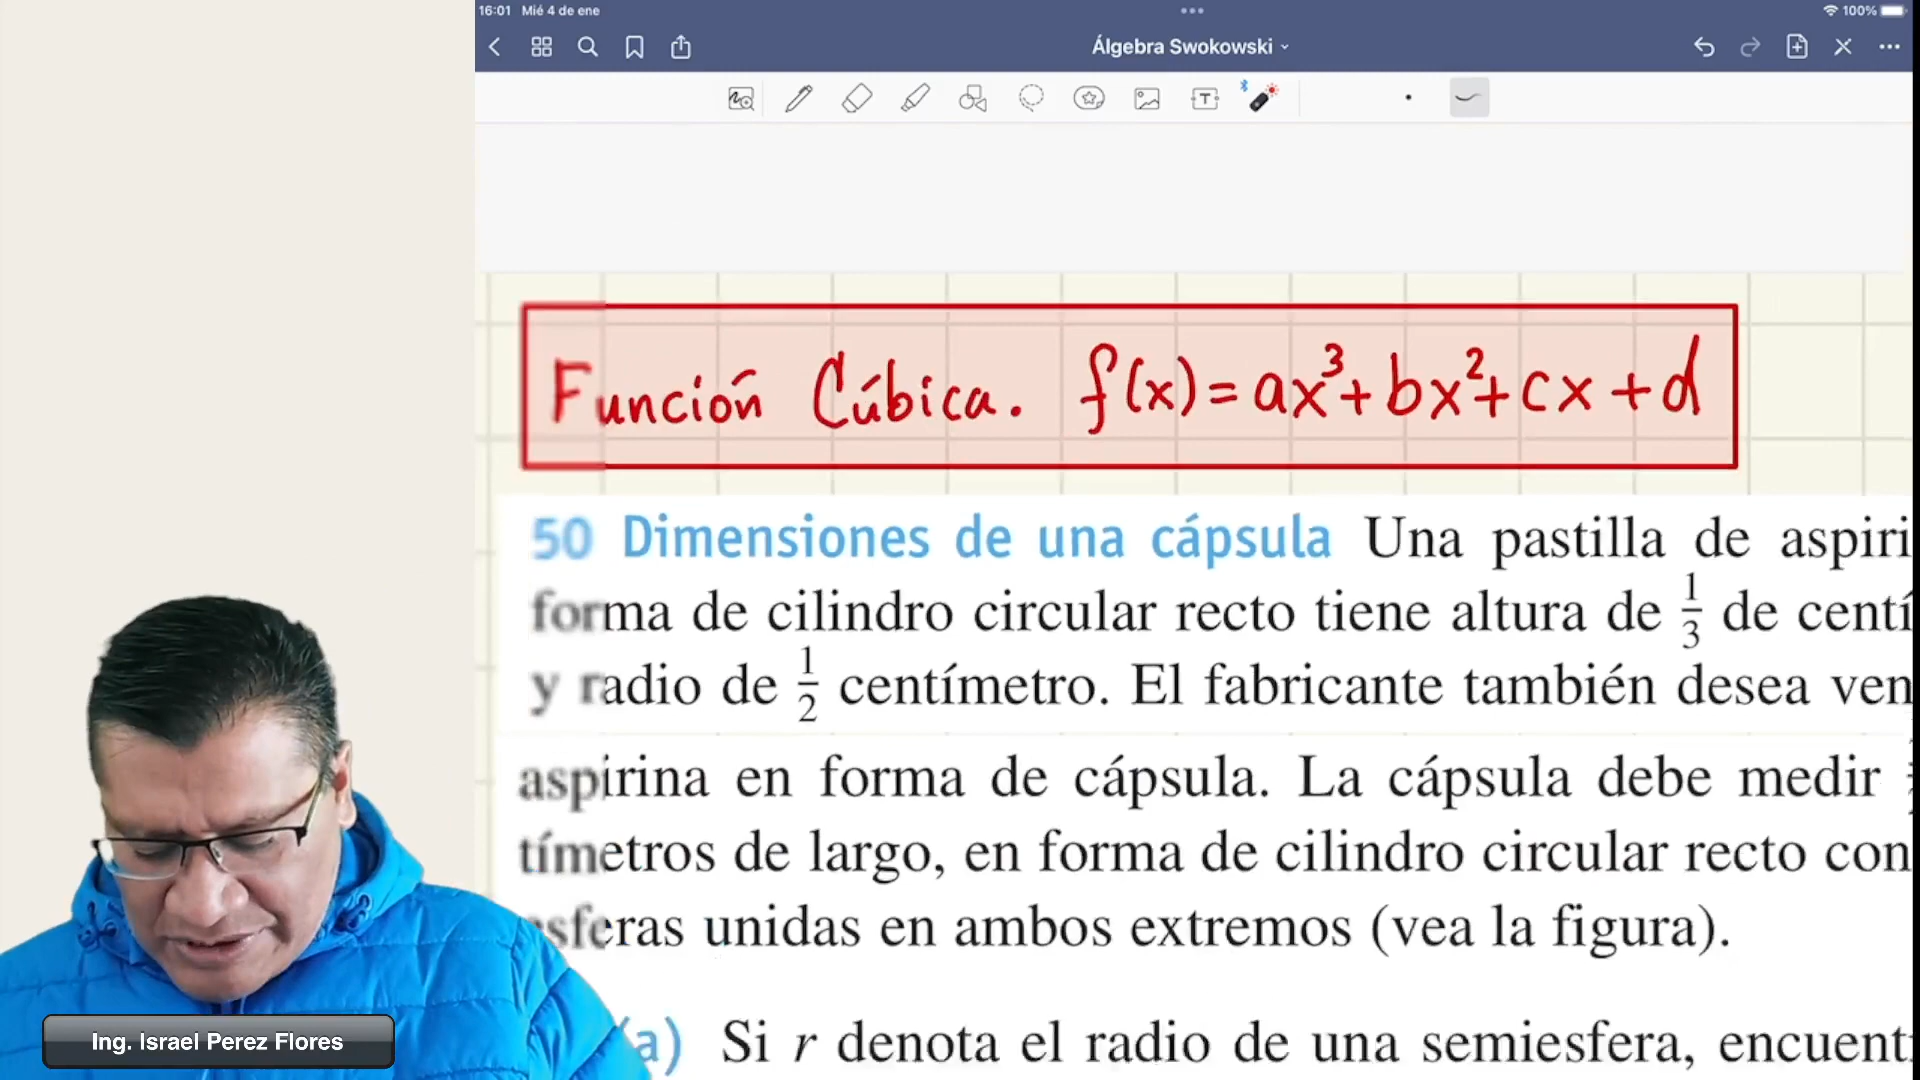 16:01 Mié 4 de ene
100%
Álgebra Swokowski
T
Función Cúbica. f(x) = ax³ + bx² + cx + d
50 Dimensiones de una cápsula Una pastilla de aspiri
forma de cilindro circular recto tiene altura de 1/3 de centí
y radio de 1/2 centímetro. El fabricante también desea ven
aspirina en forma de cápsula. La cápsula debe medir
tímetros de largo, en forma de cilindro circular recto con
esferas unidas en ambos extremos (vea la figura).
(a) Si r denota el radio de una semiesfera, encuent
Ing. Israel Perez Flores